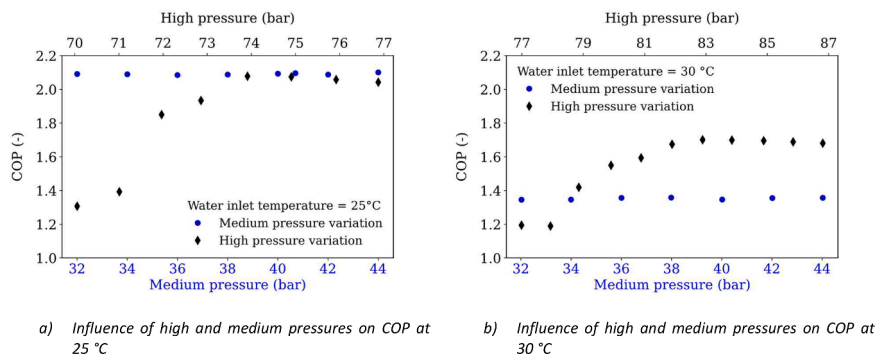 High pressure (bar)
70 71 72 73 74 75 76 77
2.2
2.0
1.8
1.6
1.4
1.2
1.0
COP (-)
Water inlet temperature = 25°C
Medium pressure variation
High pressure variation
32 34 36 38 40 42 44
Medium pressure (bar)
a) Influence of high and medium pressures on COP at
25 °C
High pressure (bar)
77 79 81 83 85 87
2.2
2.0
1.8
1.6
1.4
1.2
1.0
COP (-)
Water inlet temperature = 30 °C
Medium pressure variation
High pressure variation
32 34 36 38 40 42 44
Medium pressure (bar)
b) Influence of high and medium pressures on COP at
30 °C